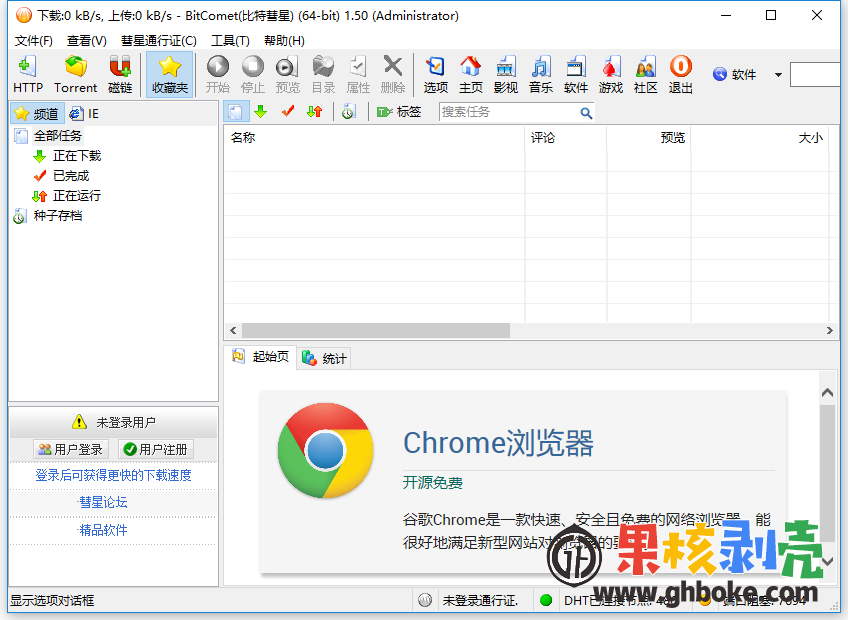 下载:0 kB/s, 上传:0 kB/s - BitComet(比特彗星) (64-bit) 1.50 (Administrator)
文件(F) 查看(V) 彗星通行证(C) 工具(T) 帮助(H)
HTTP Torrent 磁链 收藏夹 开始 停止 预览 目录 属性 删除 选项 主页 影视 音乐 软件 游戏 社区 退出 软件
频道 IE
标签 搜索任务
全部任务
正在下载
已完成
正在运行
种子存档
名称 评论 预览 大小
起始页 统计
未登录用户
用户登录 用户注册
登录后可获得更快的下载速度
·彗星论坛
·精品软件
Chrome浏览器
开源免费
谷歌Chrome是一款快速、安全且免费的网络浏览器，能
很好地满足新型网站对浏览器的要
果核剥壳
www.ghboke.com
显示选项对话框 未登录通行证. DHT已连接节点: 端口阻塞: 7694